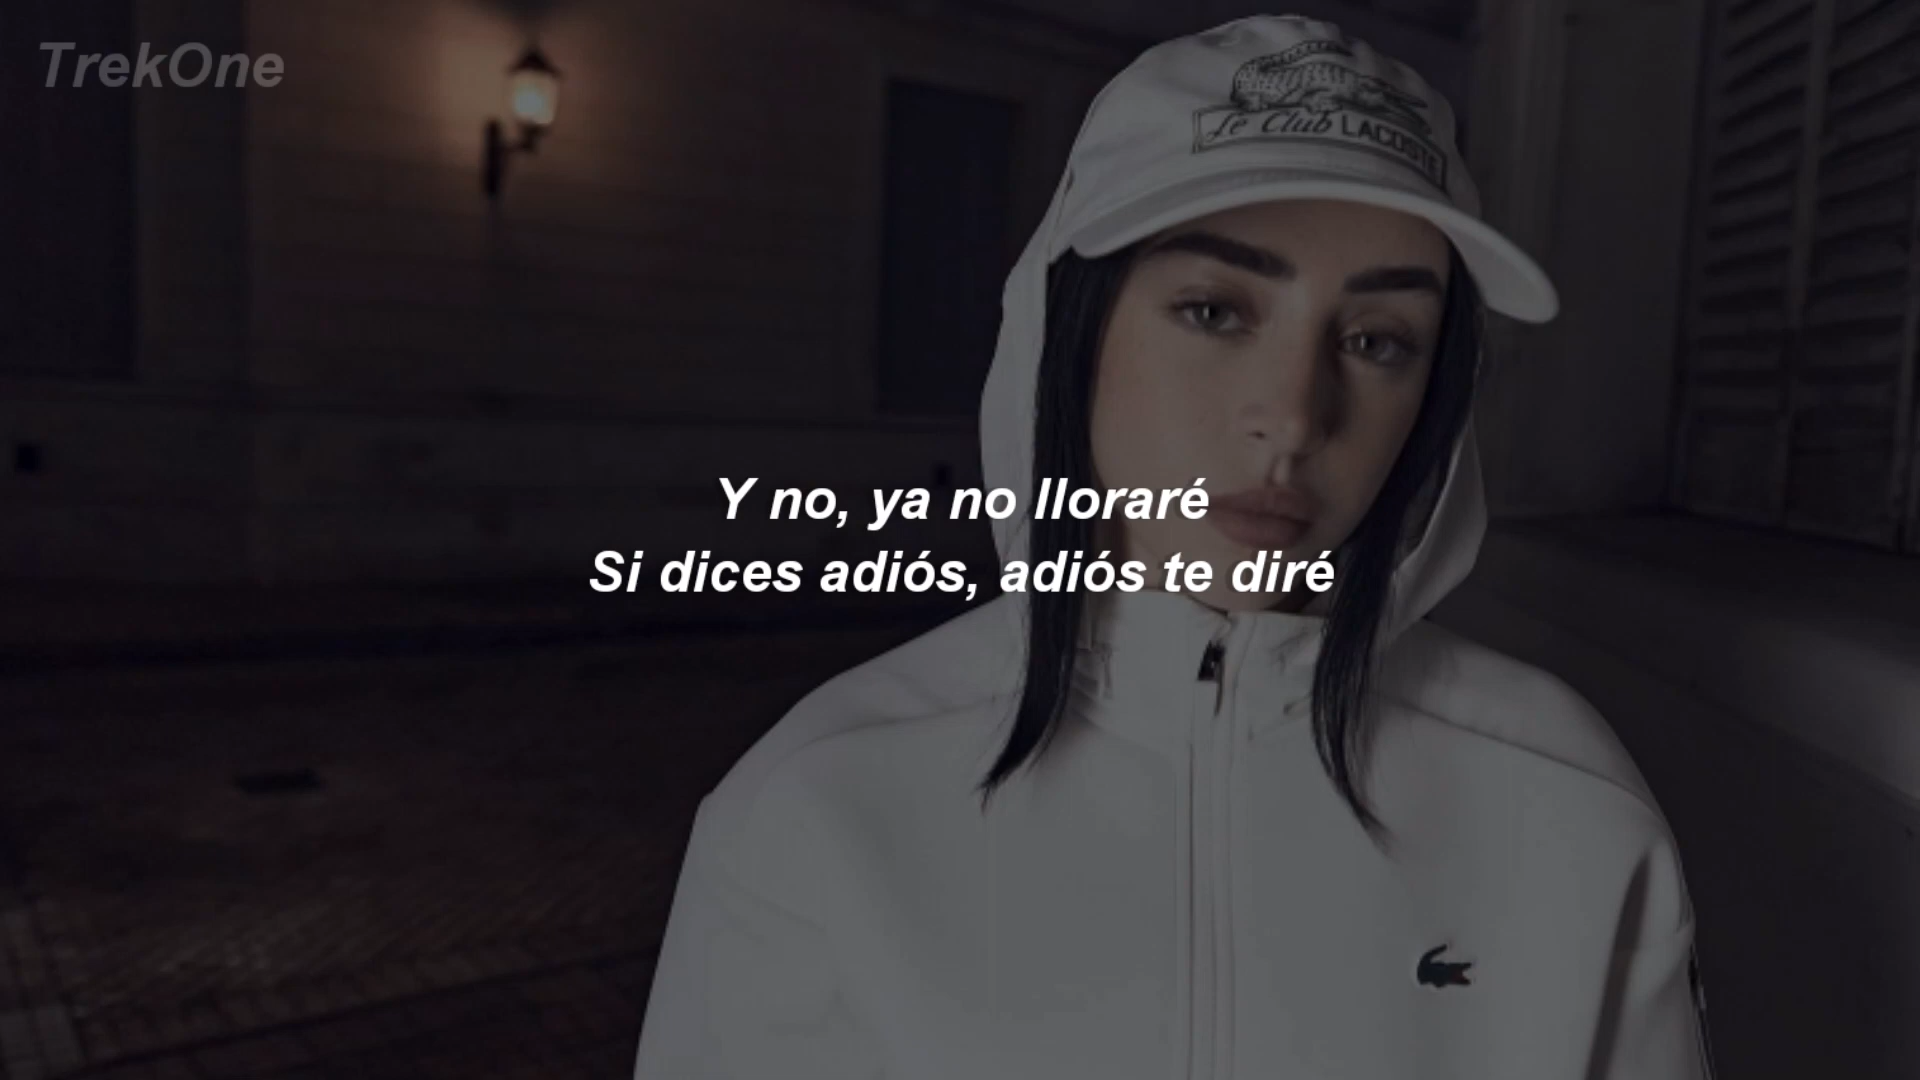 TrekOne
Le Club LACOSTE
Y no, ya no lloraré
Si dices adiós, adiós te diré